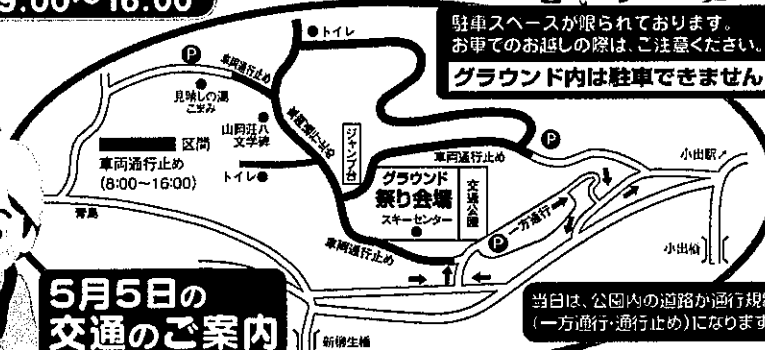 9:00～16:00
駐車スペースが限られております。
お車でのお越しの際は、ご注意ください。
グラウンド内は駐車できません
トイレ
P
車両通行止め
見晴しの湯
こまみ
山岡荘八
文学碑
区間
車両通行止め
(8:00～16:00)
トイレ
ジャンプ台
P
車両通行止め
グラウンド
祭り会場
スキーセンター
交通公園
小出駅
一方通行
P
車両通行止め
青島
小出橋
5月5日の
交通のご案内
新柳生橋
当日は、公園内の道路が通行規
(一方通行・通行止め)になります